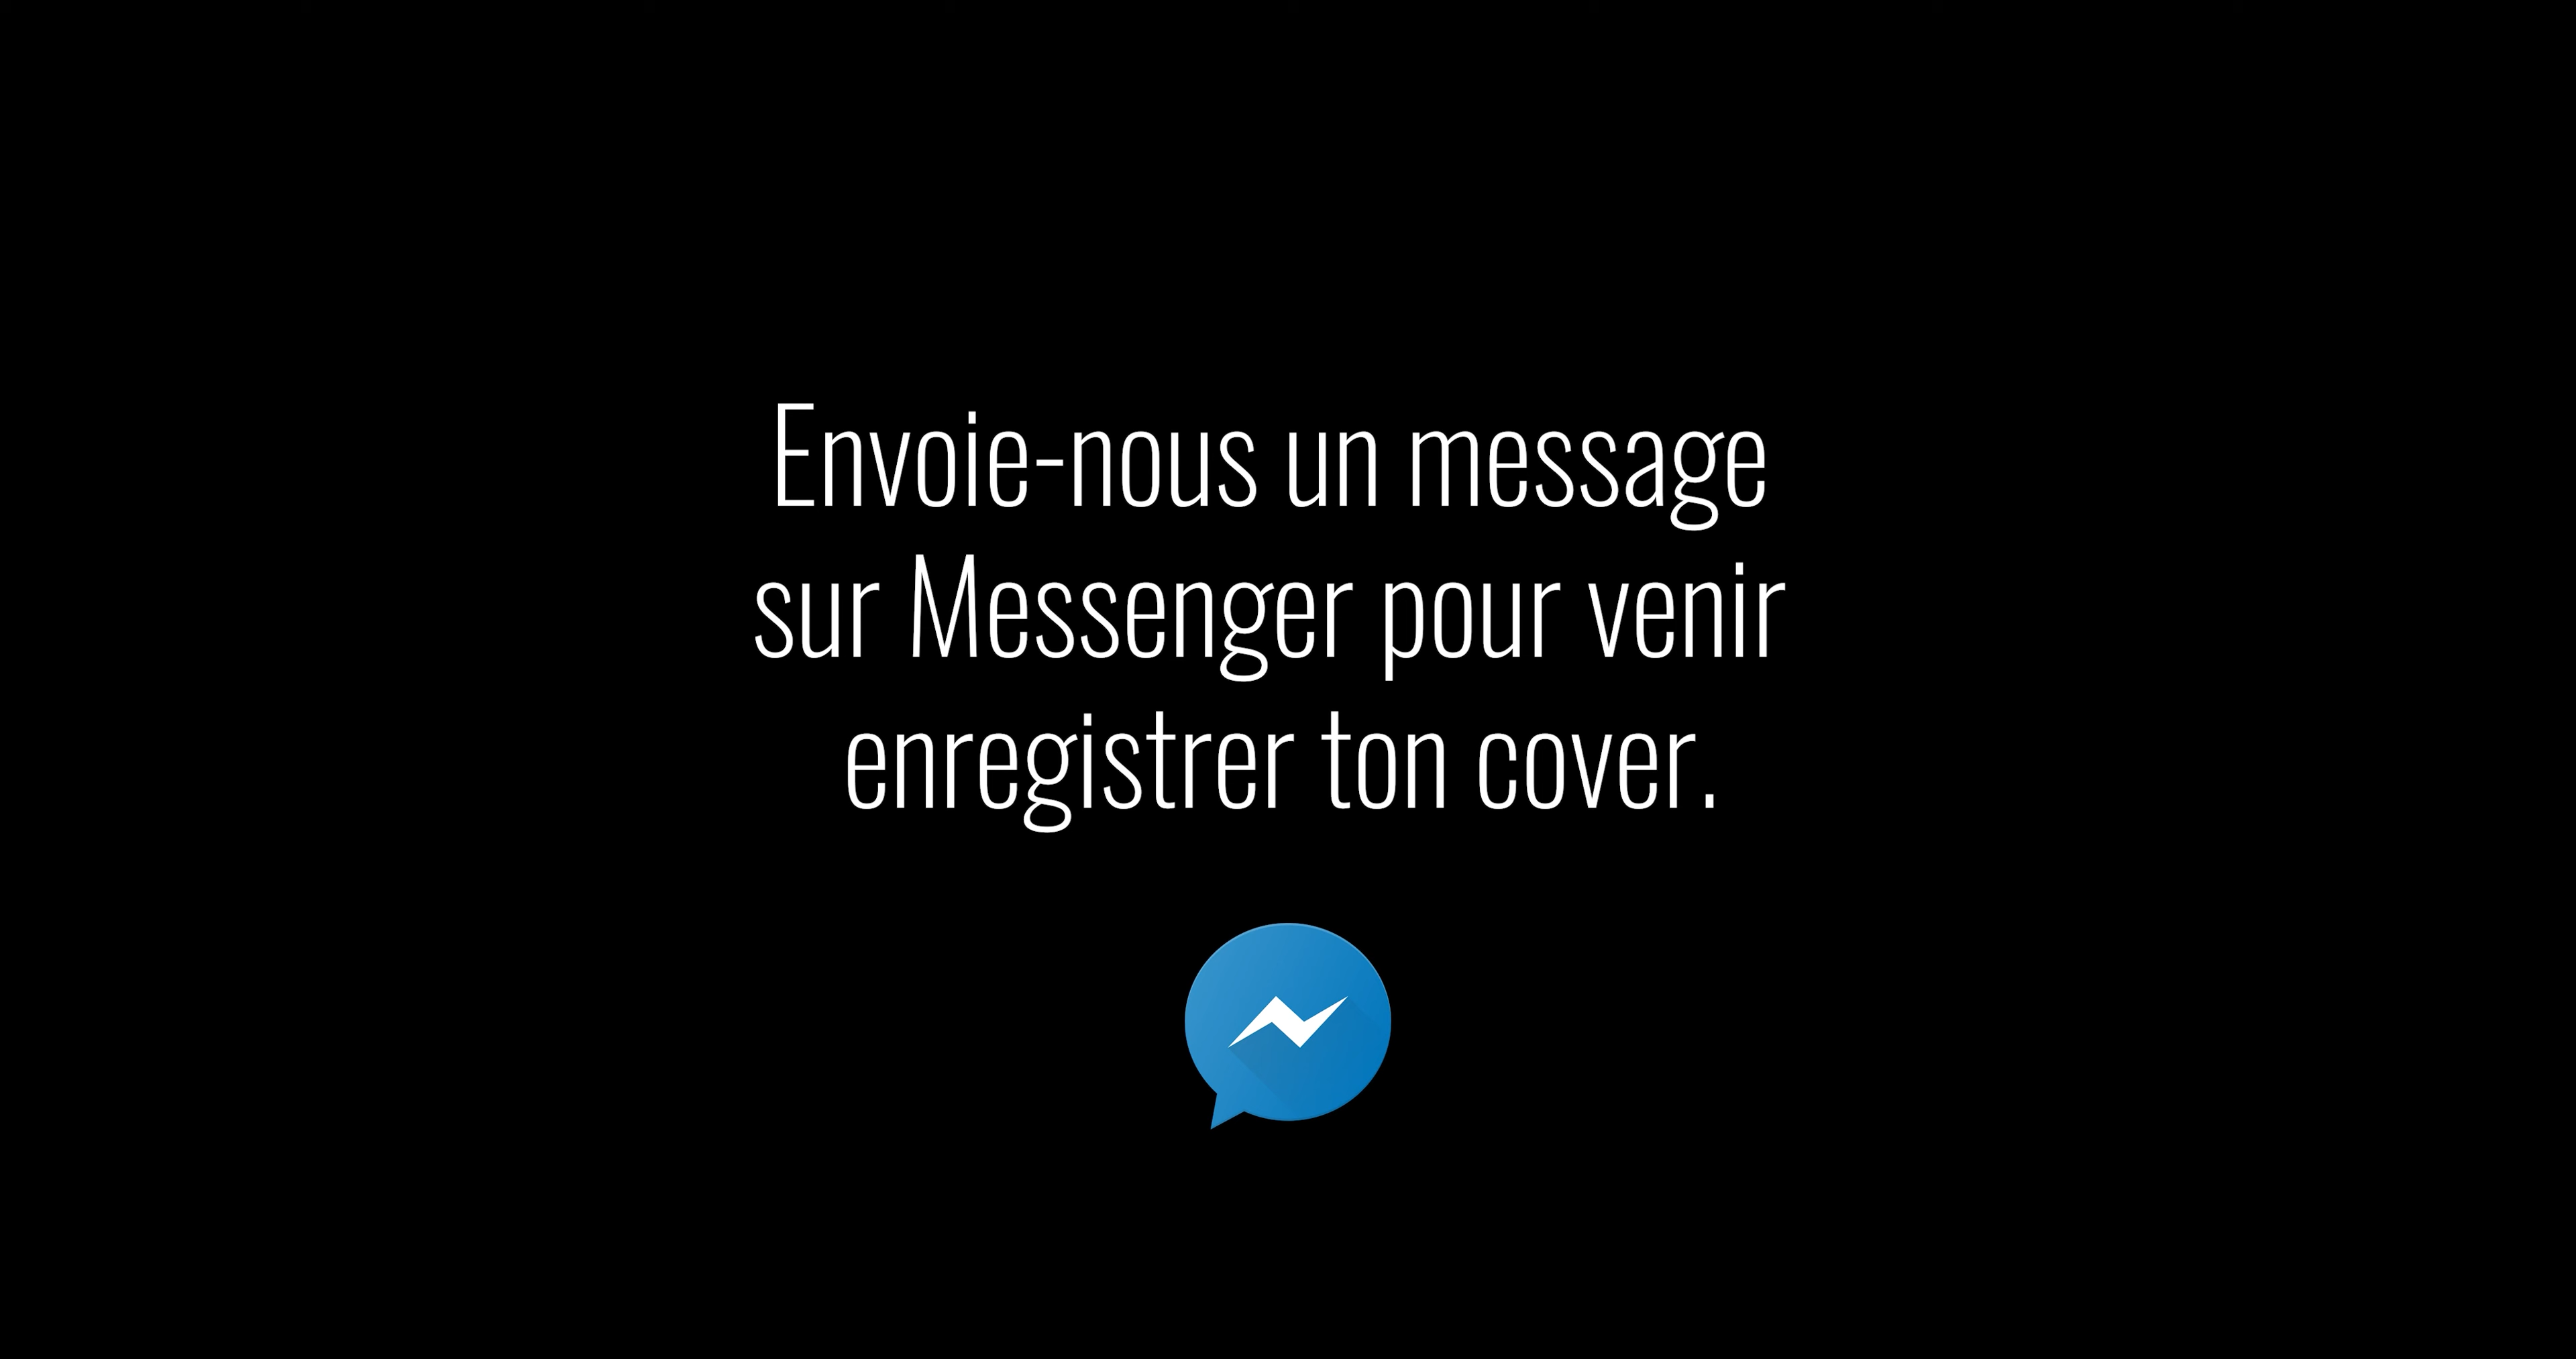 Envoie-nous un message
sur Messenger pour venir
enregistrer ton cover.